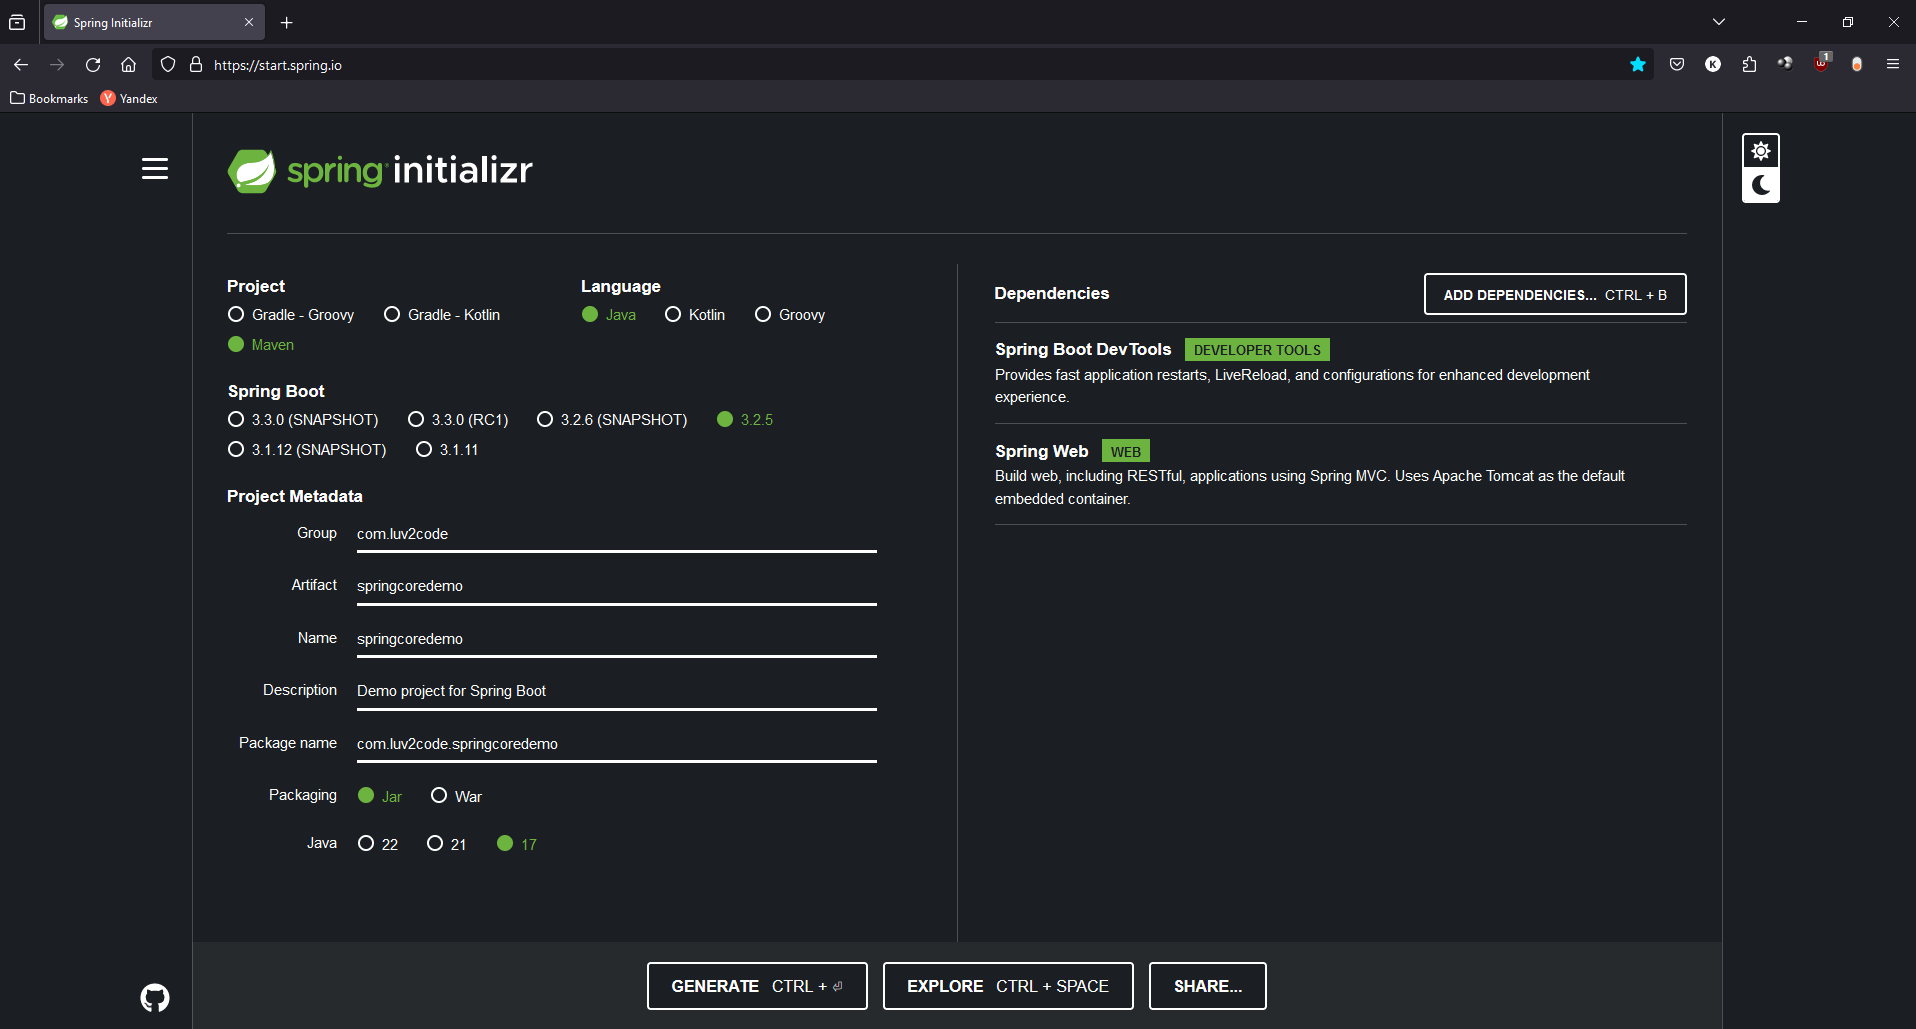 Spring Initializr
https://start.spring.io
K
1
Bookmarks
Yandex
spring initializr
Project
Gradle - Groovy
Gradle - Kotlin
Maven
Language
Java
Kotlin
Groovy
Spring Boot
3.3.0 (SNAPSHOT)
3.3.0 (RC1)
3.2.6 (SNAPSHOT)
3.2.5
3.1.12 (SNAPSHOT)
3.1.11
Project Metadata
Group
com.luv2code
Artifact
springcoredemo
Name
springcoredemo
Description
Demo project for Spring Boot
Package name
com.luv2code.springcoredemo
Packaging
Jar
War
Java
22
21
17
Dependencies
ADD DEPENDENCIES... CTRL + B
Spring Boot DevTools
DEVELOPER TOOLS
Provides fast application restarts, LiveReload, and configurations for enhanced development
experience.
Spring Web
WEB
Build web, including RESTful, applications using Spring MVC. Uses Apache Tomcat as the default
embedded container.
GENERATE CTRL + ⏎
EXPLORE CTRL + SPACE
SHARE...